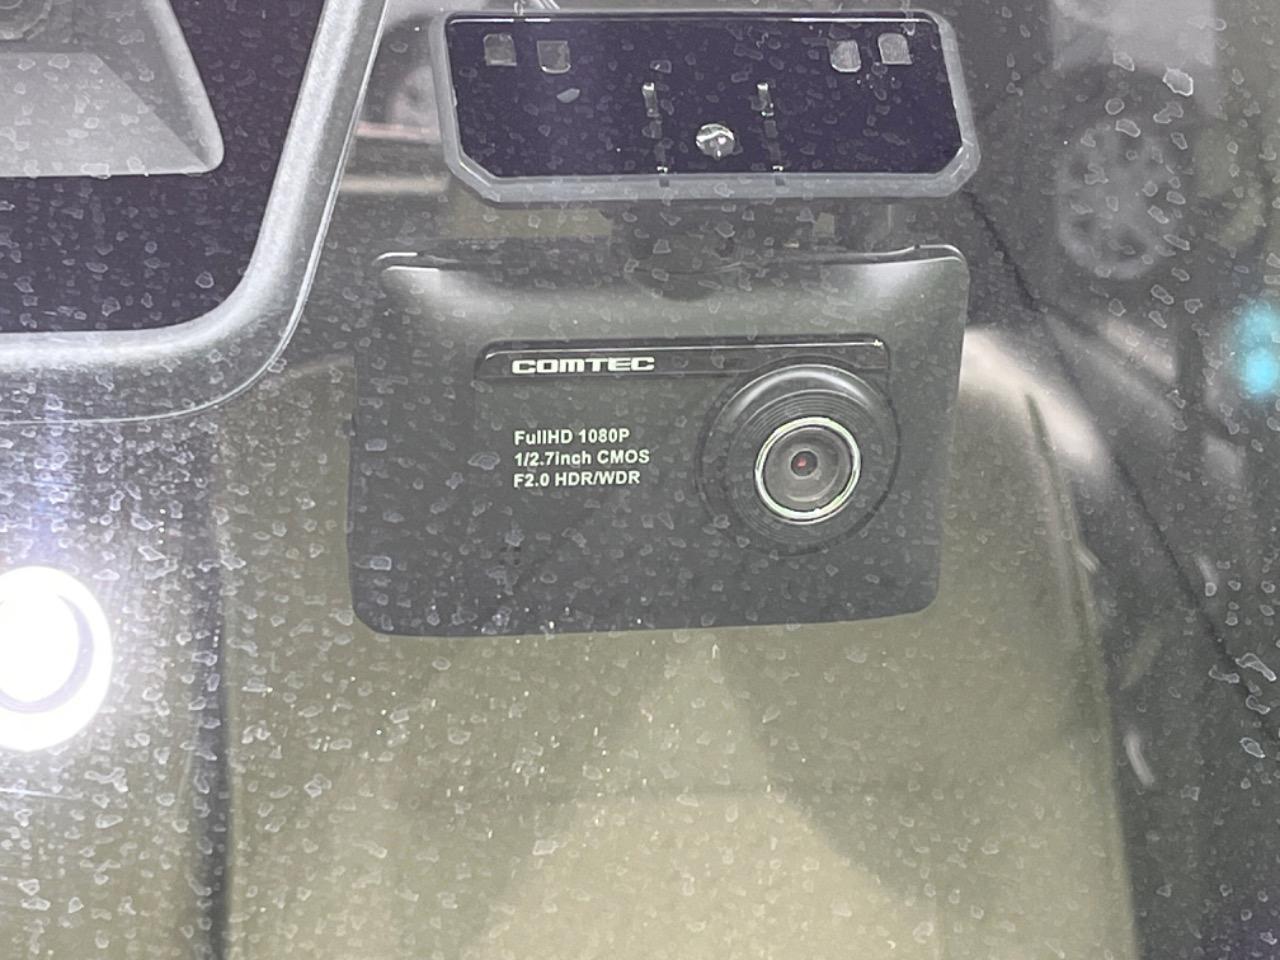 COMTEC
FullHD 1080P
1/2.7inch CMOS
F2.0 HDR/WDR